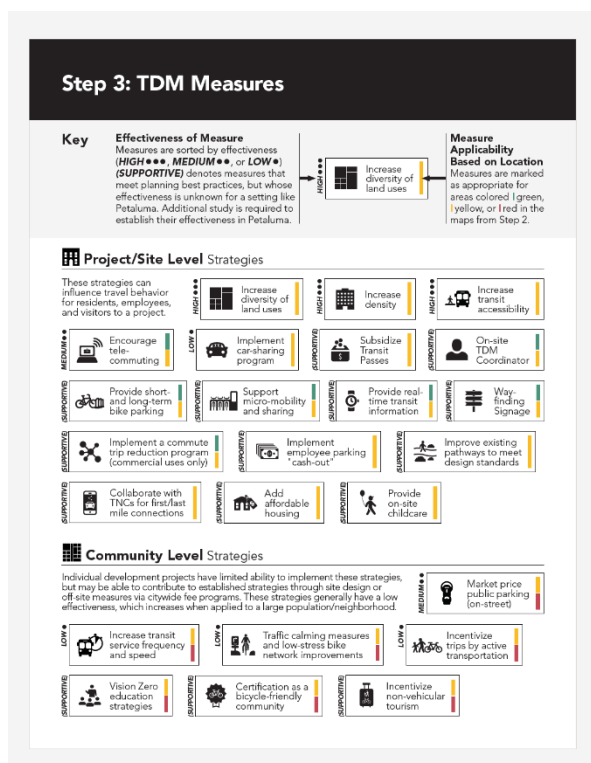 Step 3: TDM Measures
Key
Effectiveness of Measure
Measures are sorted by effectiveness
(HIGH●●●, MEDIUM●●, or LOW●)
(SUPPORTIVE) denotes measures that
meet planning best practices, but whose
effectiveness is unknown for a setting like
Petaluma. Additional study is required to
establish their effectiveness in Petaluma.
HIGH●●●
Increase
diversity of
land uses
Measure
Applicability
Based on Location
Measures are marked
as appropriate for
areas colored green,
yellow, or red in the
maps from Step 2.
Project/Site Level Strategies
These strategies can
influence travel behavior
for residents, employees,
and visitors to a project.
HIGH●●●
Increase
diversity of
land uses
HIGH●●●
Increase
density
HIGH●●●
Increase
transit
accessibility
MEDIUM●●
Encourage
tele-
commuting
LOW●
Implement
car-sharing
program
(SUPPORTIVE)
Subsidize
Transit
Passes
$
(SUPPORTIVE)
On-site
TDM
Coordinator
(SUPPORTIVE)
Provide short-
and long-term
bike parking
(SUPPORTIVE)
Support
micro-mobility
and sharing
(SUPPORTIVE)
Provide real-
time transit
information
(SUPPORTIVE)
Way-
finding
Signage
(SUPPORTIVE)
Implement a commute
trip reduction program
(commercial uses only)
(SUPPORTIVE)
Implement
employee parking
"cash-out"
(SUPPORTIVE)
Improve existing
pathways to meet
design standards
(SUPPORTIVE)
Collaborate with
TNCs for first/last
mile connections
(SUPPORTIVE)
Add
affordable
housing
(SUPPORTIVE)
Provide
on-site
childcare
Community Level Strategies
Individual development projects have limited ability to implement these strategies,
but may be able to contribute to established strategies through site design or
off-site measures via citywide fee programs. These strategies generally have a low
effectiveness, which increases when applied to a large population/neighborhood.
MEDIUM●●
Market price
public parking
(on-street)
LOW●
Increase transit
service frequency
and speed
LOW●
Traffic calming measures
and low-stress bike
network improvements
LOW●
Incentivize
trips by active
transportation
(SUPPORTIVE)
Vision Zero
education
strategies
(SUPPORTIVE)
Certification as a
bicycle-friendly
community
(SUPPORTIVE)
Incentivize
non-vehicular
tourism